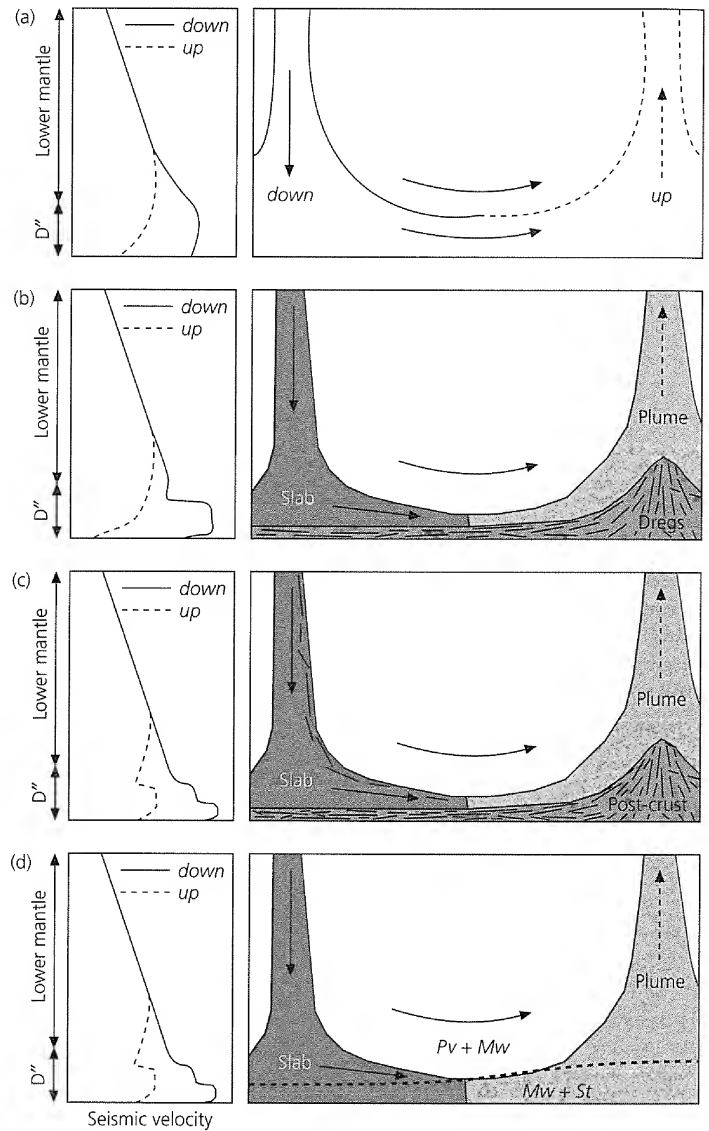 (a)
down
up
Lower mantle
D″
down
up
(b)
down
up
Lower mantle
D″
Slab
Plume
Dregs
(c)
down
up
Lower mantle
D″
Slab
Plume
Post-crust
(d)
down
up
Lower mantle
D″
Slab
Pv + Mw
Plume
Mw + St
Seismic velocity